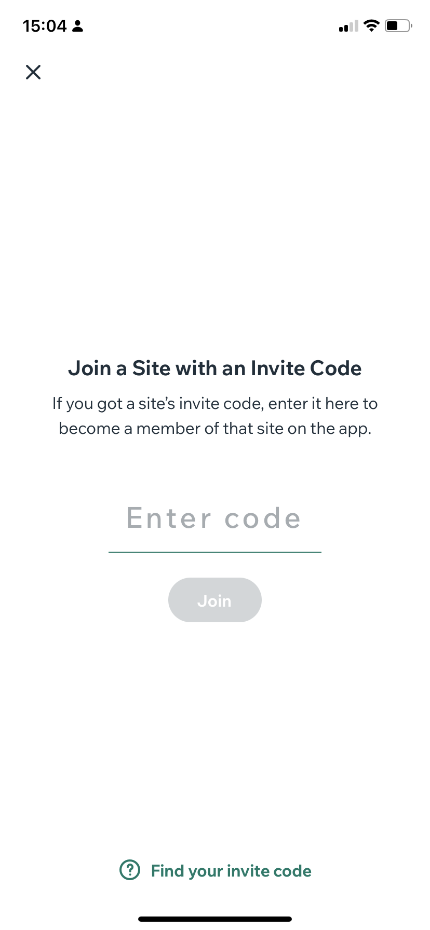 15:04
Join a Site with an Invite Code
If you got a site's invite code, enter it here to
become a member of that site on the app.
Enter code
Join
Find your invite code